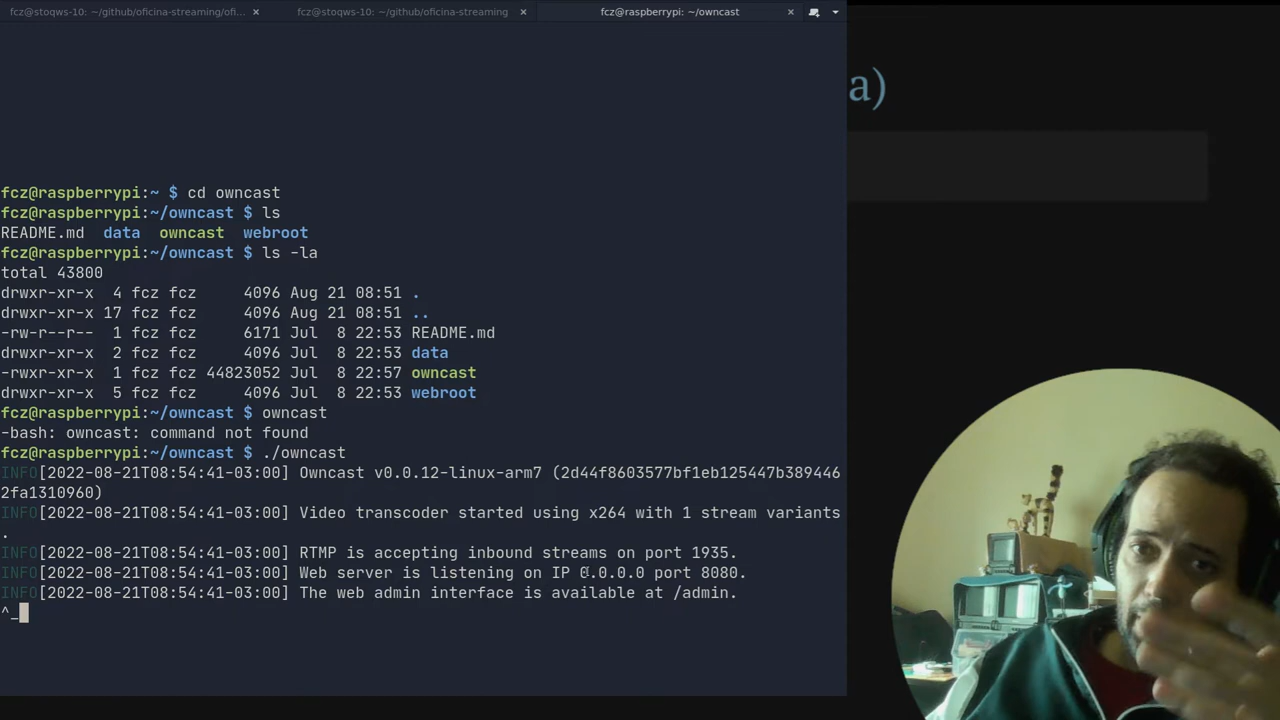 fcz@stoqws-10: ~/github/oficina-streaming/ofi...
fcz@stoqws-10: ~/github/oficina-streaming
fcz@raspberrypi: ~/owncast
a)
fcz@raspberrypi:~ $ cd owncast
fcz@raspberrypi:~/owncast $ ls
README.md  data  owncast  webroot
fcz@raspberrypi:~/owncast $ ls -la
total 43800
drwxr-xr-x  4 fcz fcz     4096 Aug 21 08:51 .
drwxr-xr-x 17 fcz fcz     4096 Aug 21 08:51 ..
-rw-r--r--  1 fcz fcz     6171 Jul  8 22:53 README.md
drwxr-xr-x  2 fcz fcz     4096 Jul  8 22:53 data
-rwxr-xr-x  1 fcz fcz 44823052 Jul  8 22:57 owncast
drwxr-xr-x  5 fcz fcz     4096 Jul  8 22:53 webroot
fcz@raspberrypi:~/owncast $ owncast
-bash: owncast: command not found
fcz@raspberrypi:~/owncast $ ./owncast
INFO[2022-08-21T08:54:41-03:00] Owncast v0.0.12-linux-arm7 (2d44f8603577bf1eb125447b389446
2fa1310960)
INFO[2022-08-21T08:54:41-03:00] Video transcoder started using x264 with 1 stream variants
.
INFO[2022-08-21T08:54:41-03:00] RTMP is accepting inbound streams on port 1935.
INFO[2022-08-21T08:54:41-03:00] Web server is listening on IP 0.0.0.0 port 8080.
INFO[2022-08-21T08:54:41-03:00] The web admin interface is available at /admin.
^_